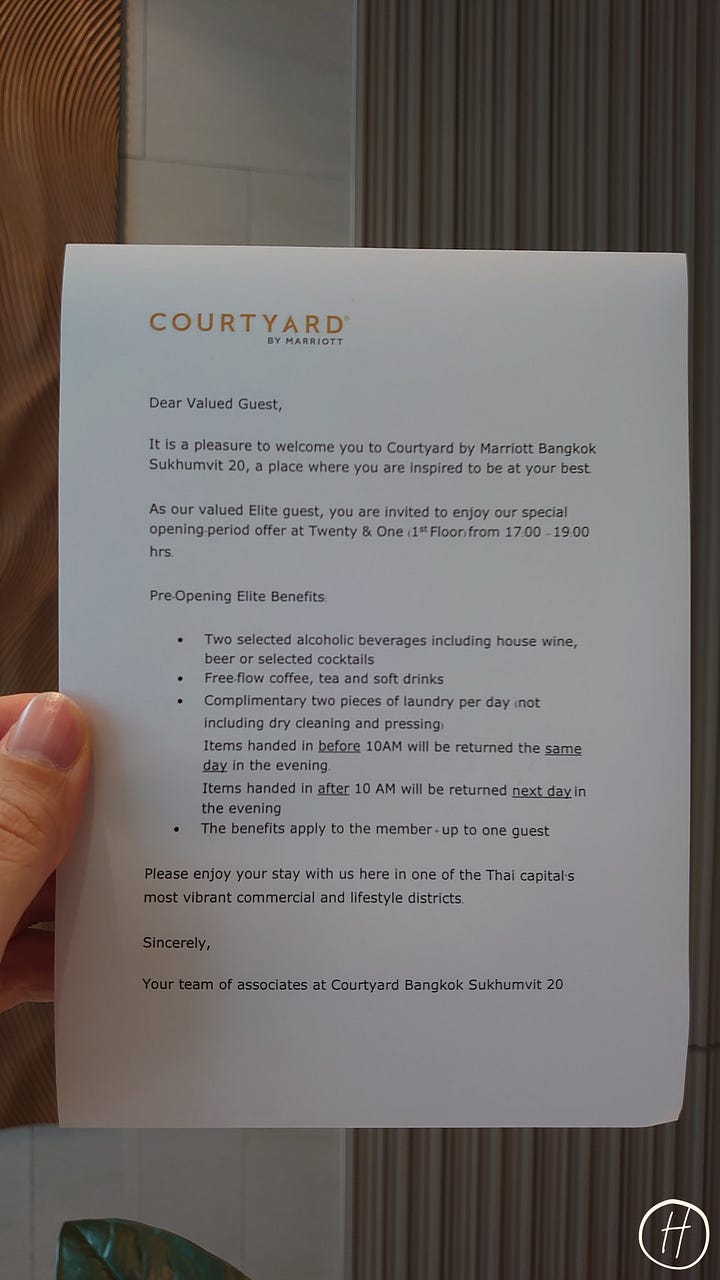 COURTYARD®
BY MARRIOTT
Dear Valued Guest,
It is a pleasure to welcome you to Courtyard by Marriott Bangkok
Sukhumvit 20, a place where you are inspired to be at your best.
As our valued Elite guest, you are invited to enjoy our special
opening-period offer at Twenty & One (1st Floor) from 17:00 - 19:00
hrs.
Pre-Opening Elite Benefits:
• Two selected alcoholic beverages including house wine,
beer or selected cocktails
• Free-flow coffee, tea and soft drinks
• Complimentary two pieces of laundry per day (not
including dry cleaning and pressing)
Items handed in before 10AM will be returned the same
day in the evening.
Items handed in after 10 AM will be returned next day in
the evening
• The benefits apply to the member + up to one guest
Please enjoy your stay with us here in one of the Thai capital's
most vibrant commercial and lifestyle districts.
Sincerely,
Your team of associates at Courtyard Bangkok Sukhumvit 20
H